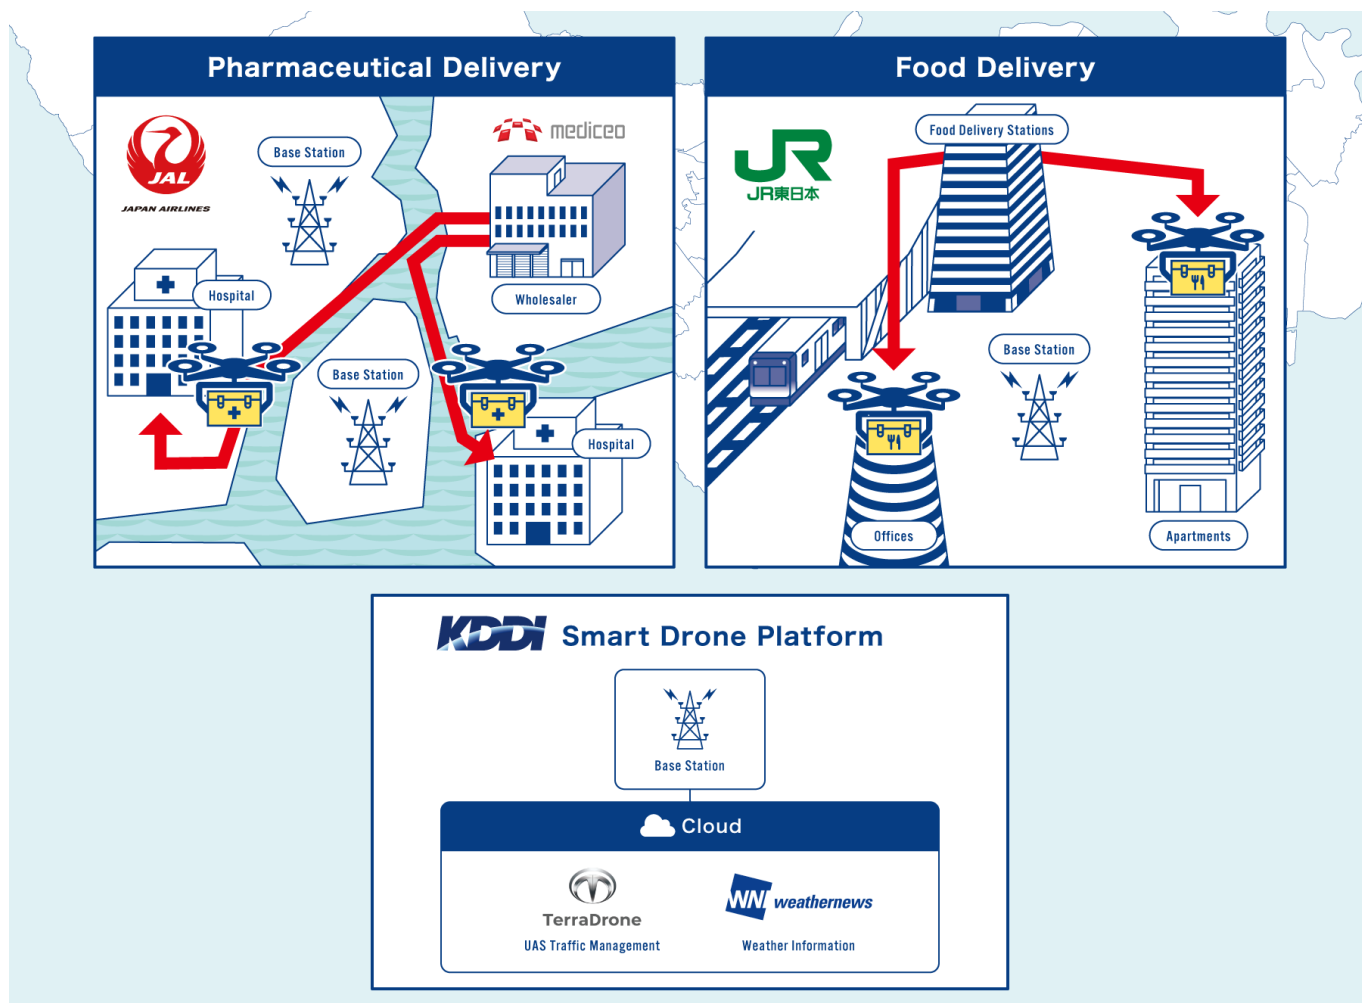 Pharmaceutical Delivery
JAL
JAPAN AIRLINES
Base Station
mediceo
Hospital
Wholesaler
Base Station
Hospital
Food Delivery
JR
JR東日本
Food Delivery Stations
Base Station
Offices
Apartments
KDDI Smart Drone Platform
Base Station
Cloud
TerraDrone
UAS Traffic Management
WNI weathernews
Weather Information